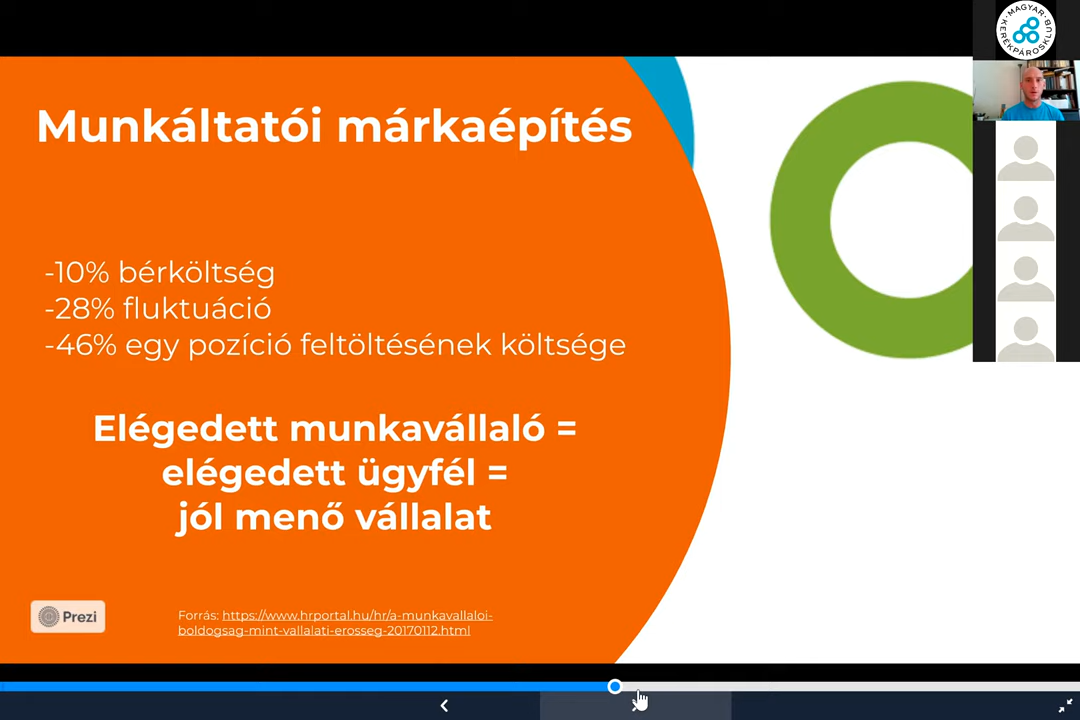 Munkáltatói márkaépítés
-10% bérköltség
-28% fluktuáció
-46% egy pozíció feltöltésének költsége
Elégedett munkavállaló =
elégedett ügyfél =
jól menő vállalat
Prezi
Forrás: https://www.hrportal.hu/hr/a-munkavallaloi-
boldogsag-mint-vallalati-erosseg-20170112.html
MAGYAR
KERÉKPÁROSKLUB